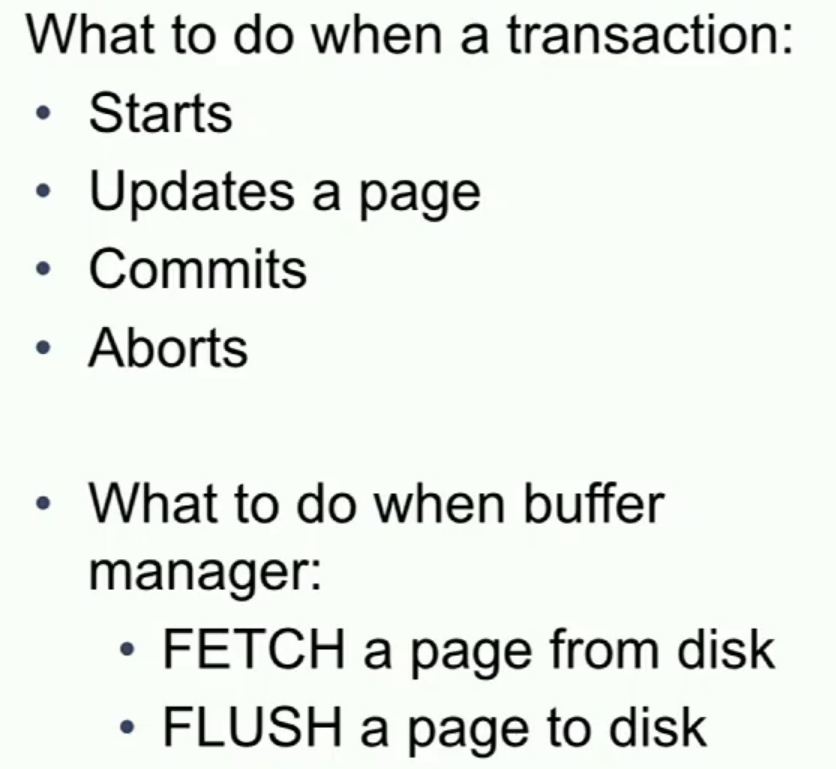 What to do when a transaction:
• Starts
• Updates a page
• Commits
• Aborts
• What to do when buffer
manager:
• FETCH a page from disk
• FLUSH a page to disk